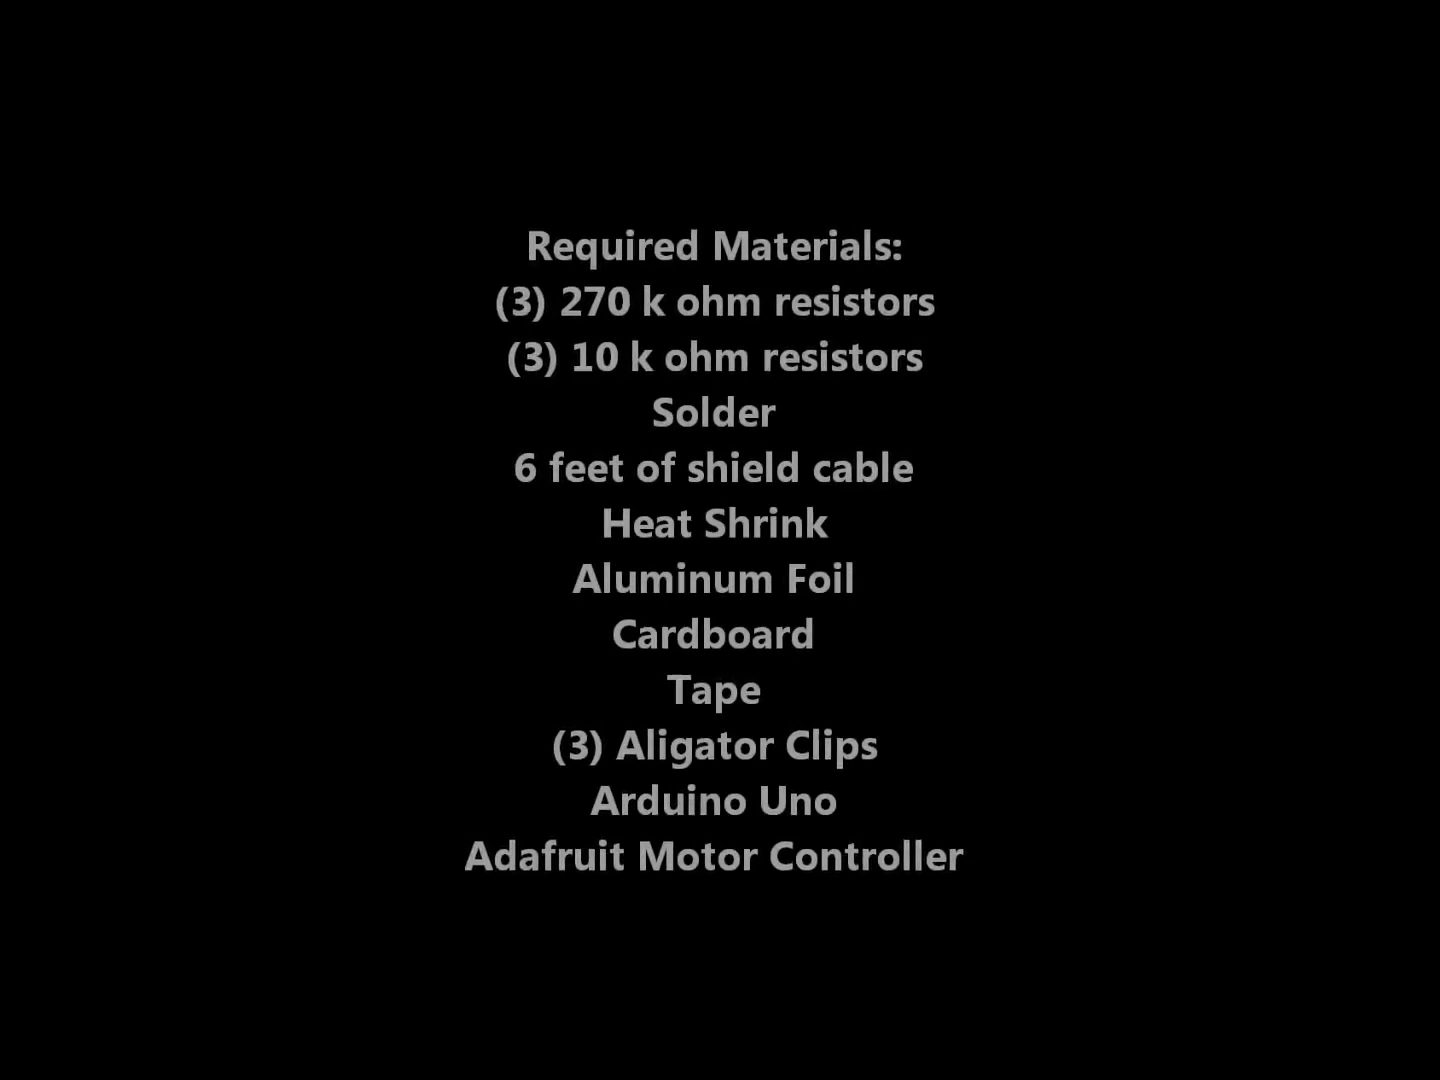 Required Materials:
(3) 270 k ohm resistors
(3) 10 k ohm resistors
Solder
6 feet of shield cable
Heat Shrink
Aluminum Foil
Cardboard
Tape
(3) Aligator Clips
Arduino Uno
Adafruit Motor Controller